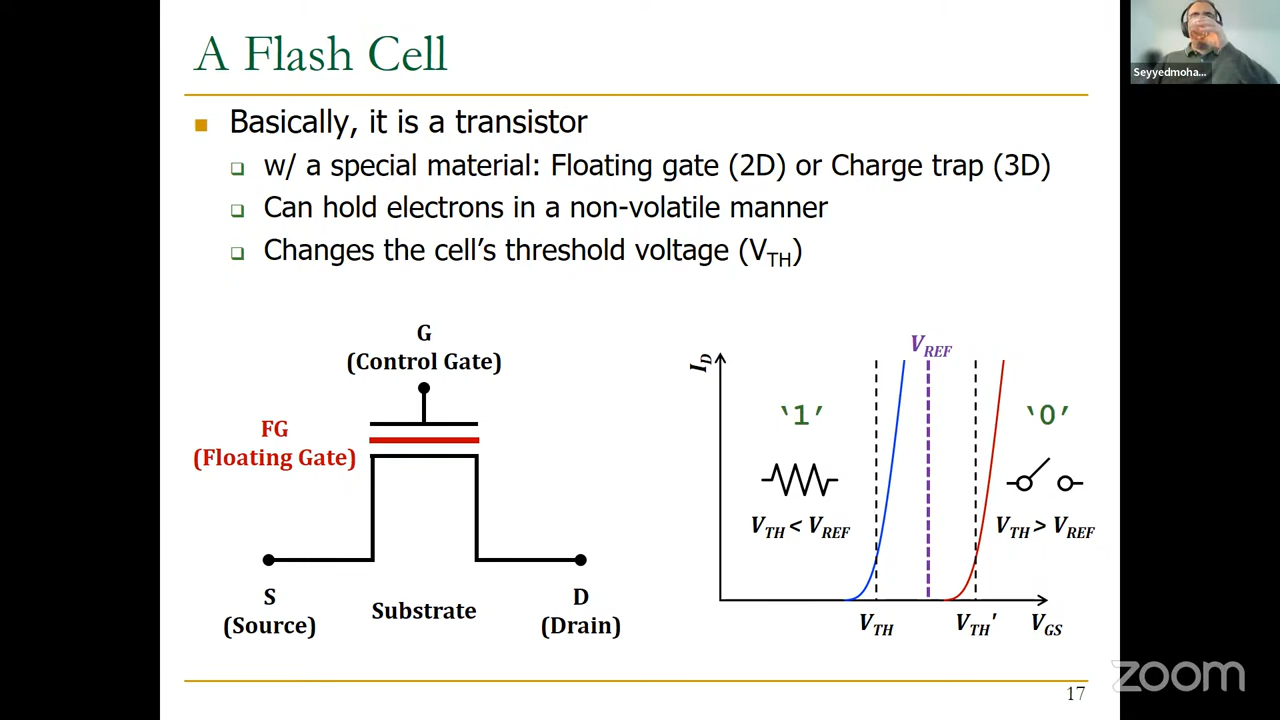 A Flash Cell
Basically, it is a transistor
w/ a special material: Floating gate (2D) or Charge trap (3D)
Can hold electrons in a non-volatile manner
Changes the cell's threshold voltage (VTH)
G
(Control Gate)
FG
(Floating Gate)
S
(Source)
Substrate
D
(Drain)
ID
VREF
'1'
'0'
VTH < VREF
VTH > VREF
VTH
VTH'
VGS
17
Seyyedmoha...
zoom